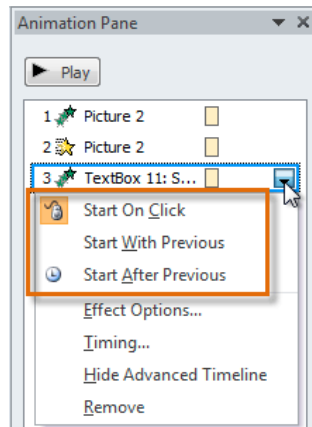 Animation Pane
Play
1 Picture 2
2 Picture 2
3 TextBox 11: S...
Start On Click
Start With Previous
Start After Previous
Effect Options...
Timing...
Hide Advanced Timeline
Remove